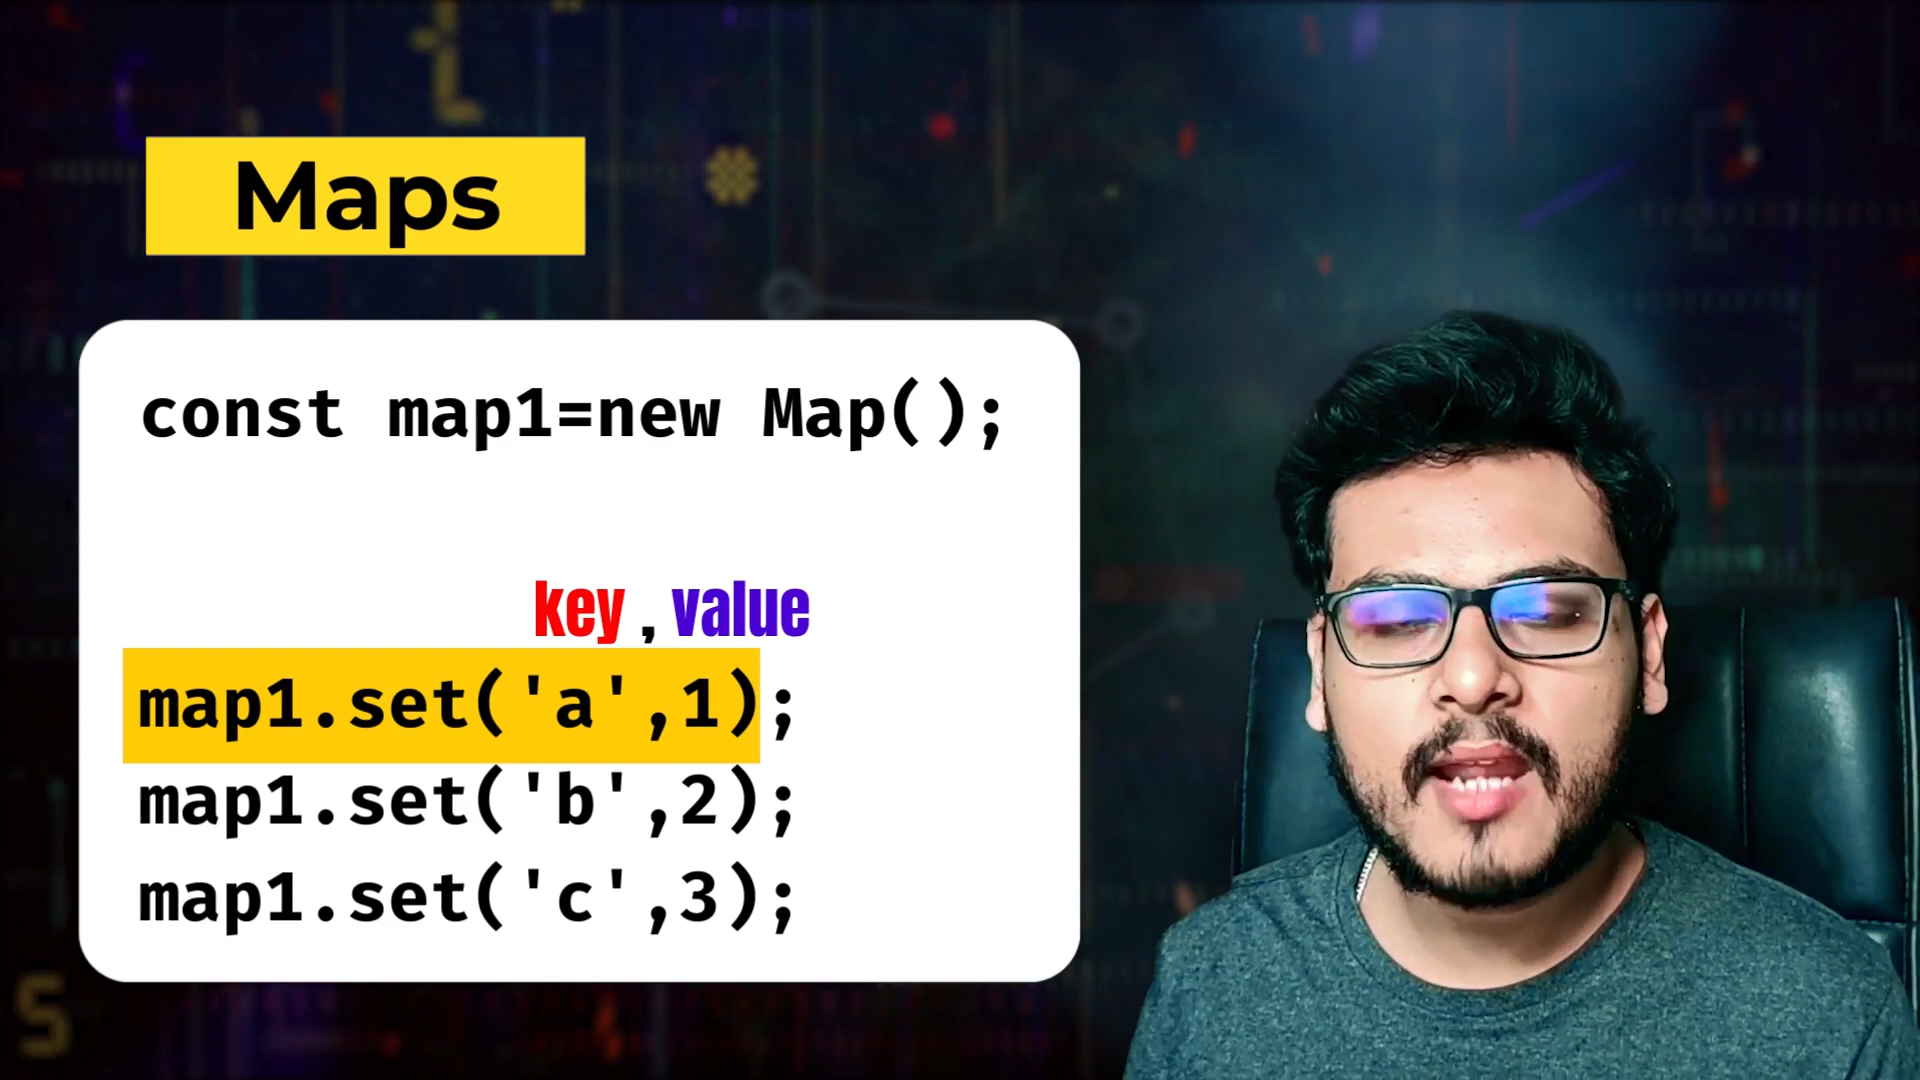 Maps
const map1=new Map();
key , value
map1.set('a',1);
map1.set('b',2);
map1.set('c',3);
S